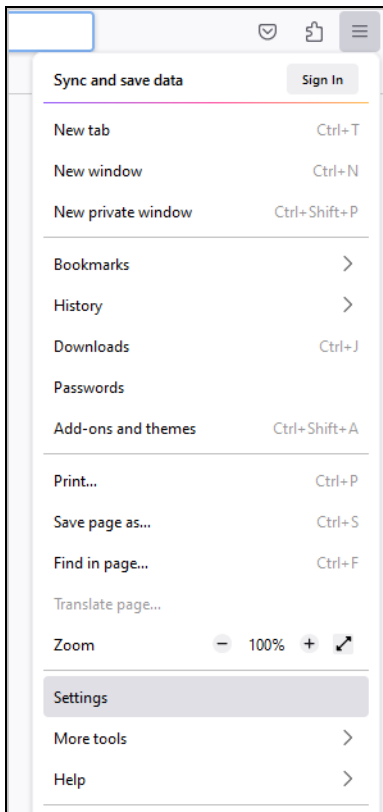 Sync and save data Sign In
New tab Ctrl+T
New window Ctrl+N
New private window Ctrl+Shift+P
Bookmarks
History
Downloads Ctrl+J
Passwords
Add-ons and themes Ctrl+Shift+A
Print... Ctrl+P
Save page as... Ctrl+S
Find in page... Ctrl+F
Translate page...
Zoom − 100% +
Settings
More tools
Help